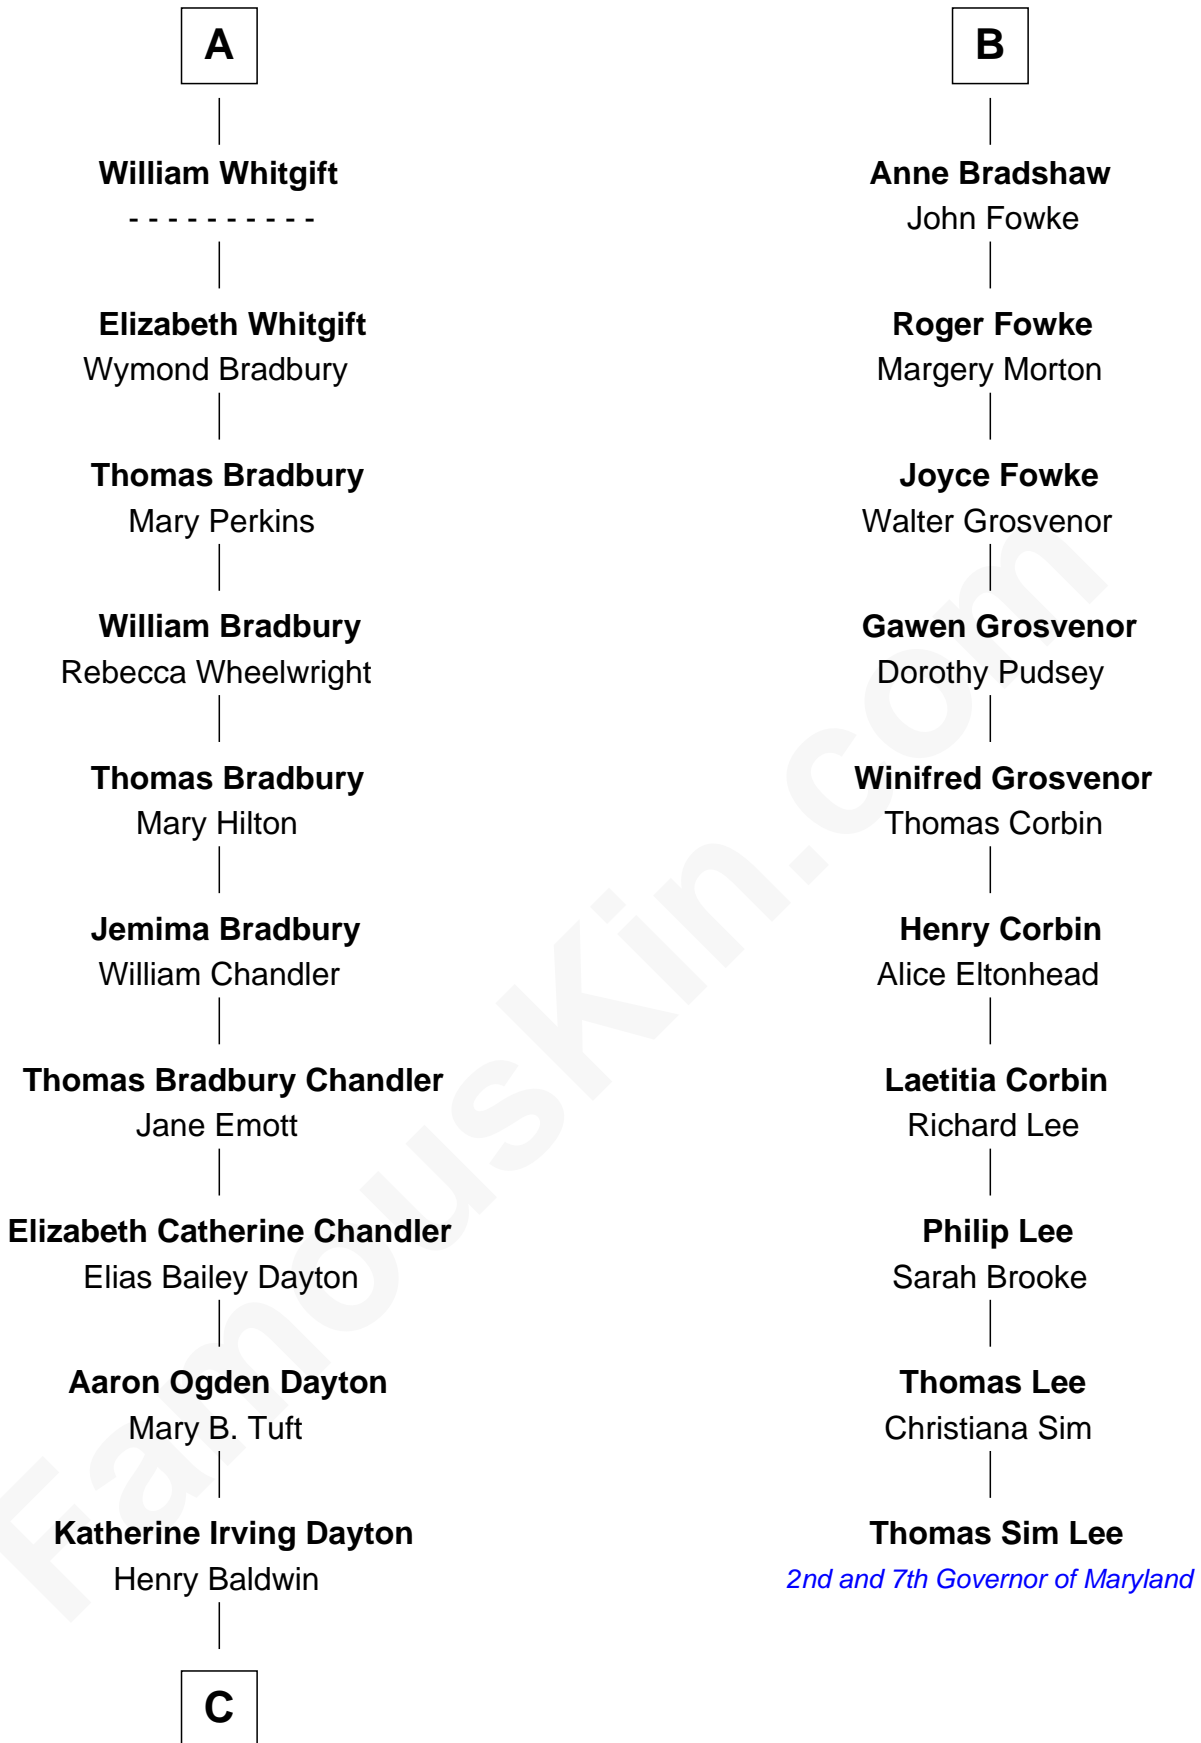 A
William Whitgift
- - - - - - - - - -
Elizabeth Whitgift
Wymond Bradbury
Thomas Bradbury
Mary Perkins
William Bradbury
Rebecca Wheelwright
Thomas Bradbury
Mary Hilton
Jemima Bradbury
William Chandler
Thomas Bradbury Chandler
Jane Emott
Elizabeth Catherine Chandler
Elias Bailey Dayton
Aaron Ogden Dayton
Mary B. Tuft
Katherine Irving Dayton
Henry Baldwin
C
B
Anne Bradshaw
John Fowke
Roger Fowke
Margery Morton
Joyce Fowke
Walter Grosvenor
Gawen Grosvenor
Dorothy Pudsey
Winifred Grosvenor
Thomas Corbin
Henry Corbin
Alice Eltonhead
Laetitia Corbin
Richard Lee
Philip Lee
Sarah Brooke
Thomas Lee
Christiana Sim
Thomas Sim Lee
2nd and 7th Governor of Maryland
FamousKin.com